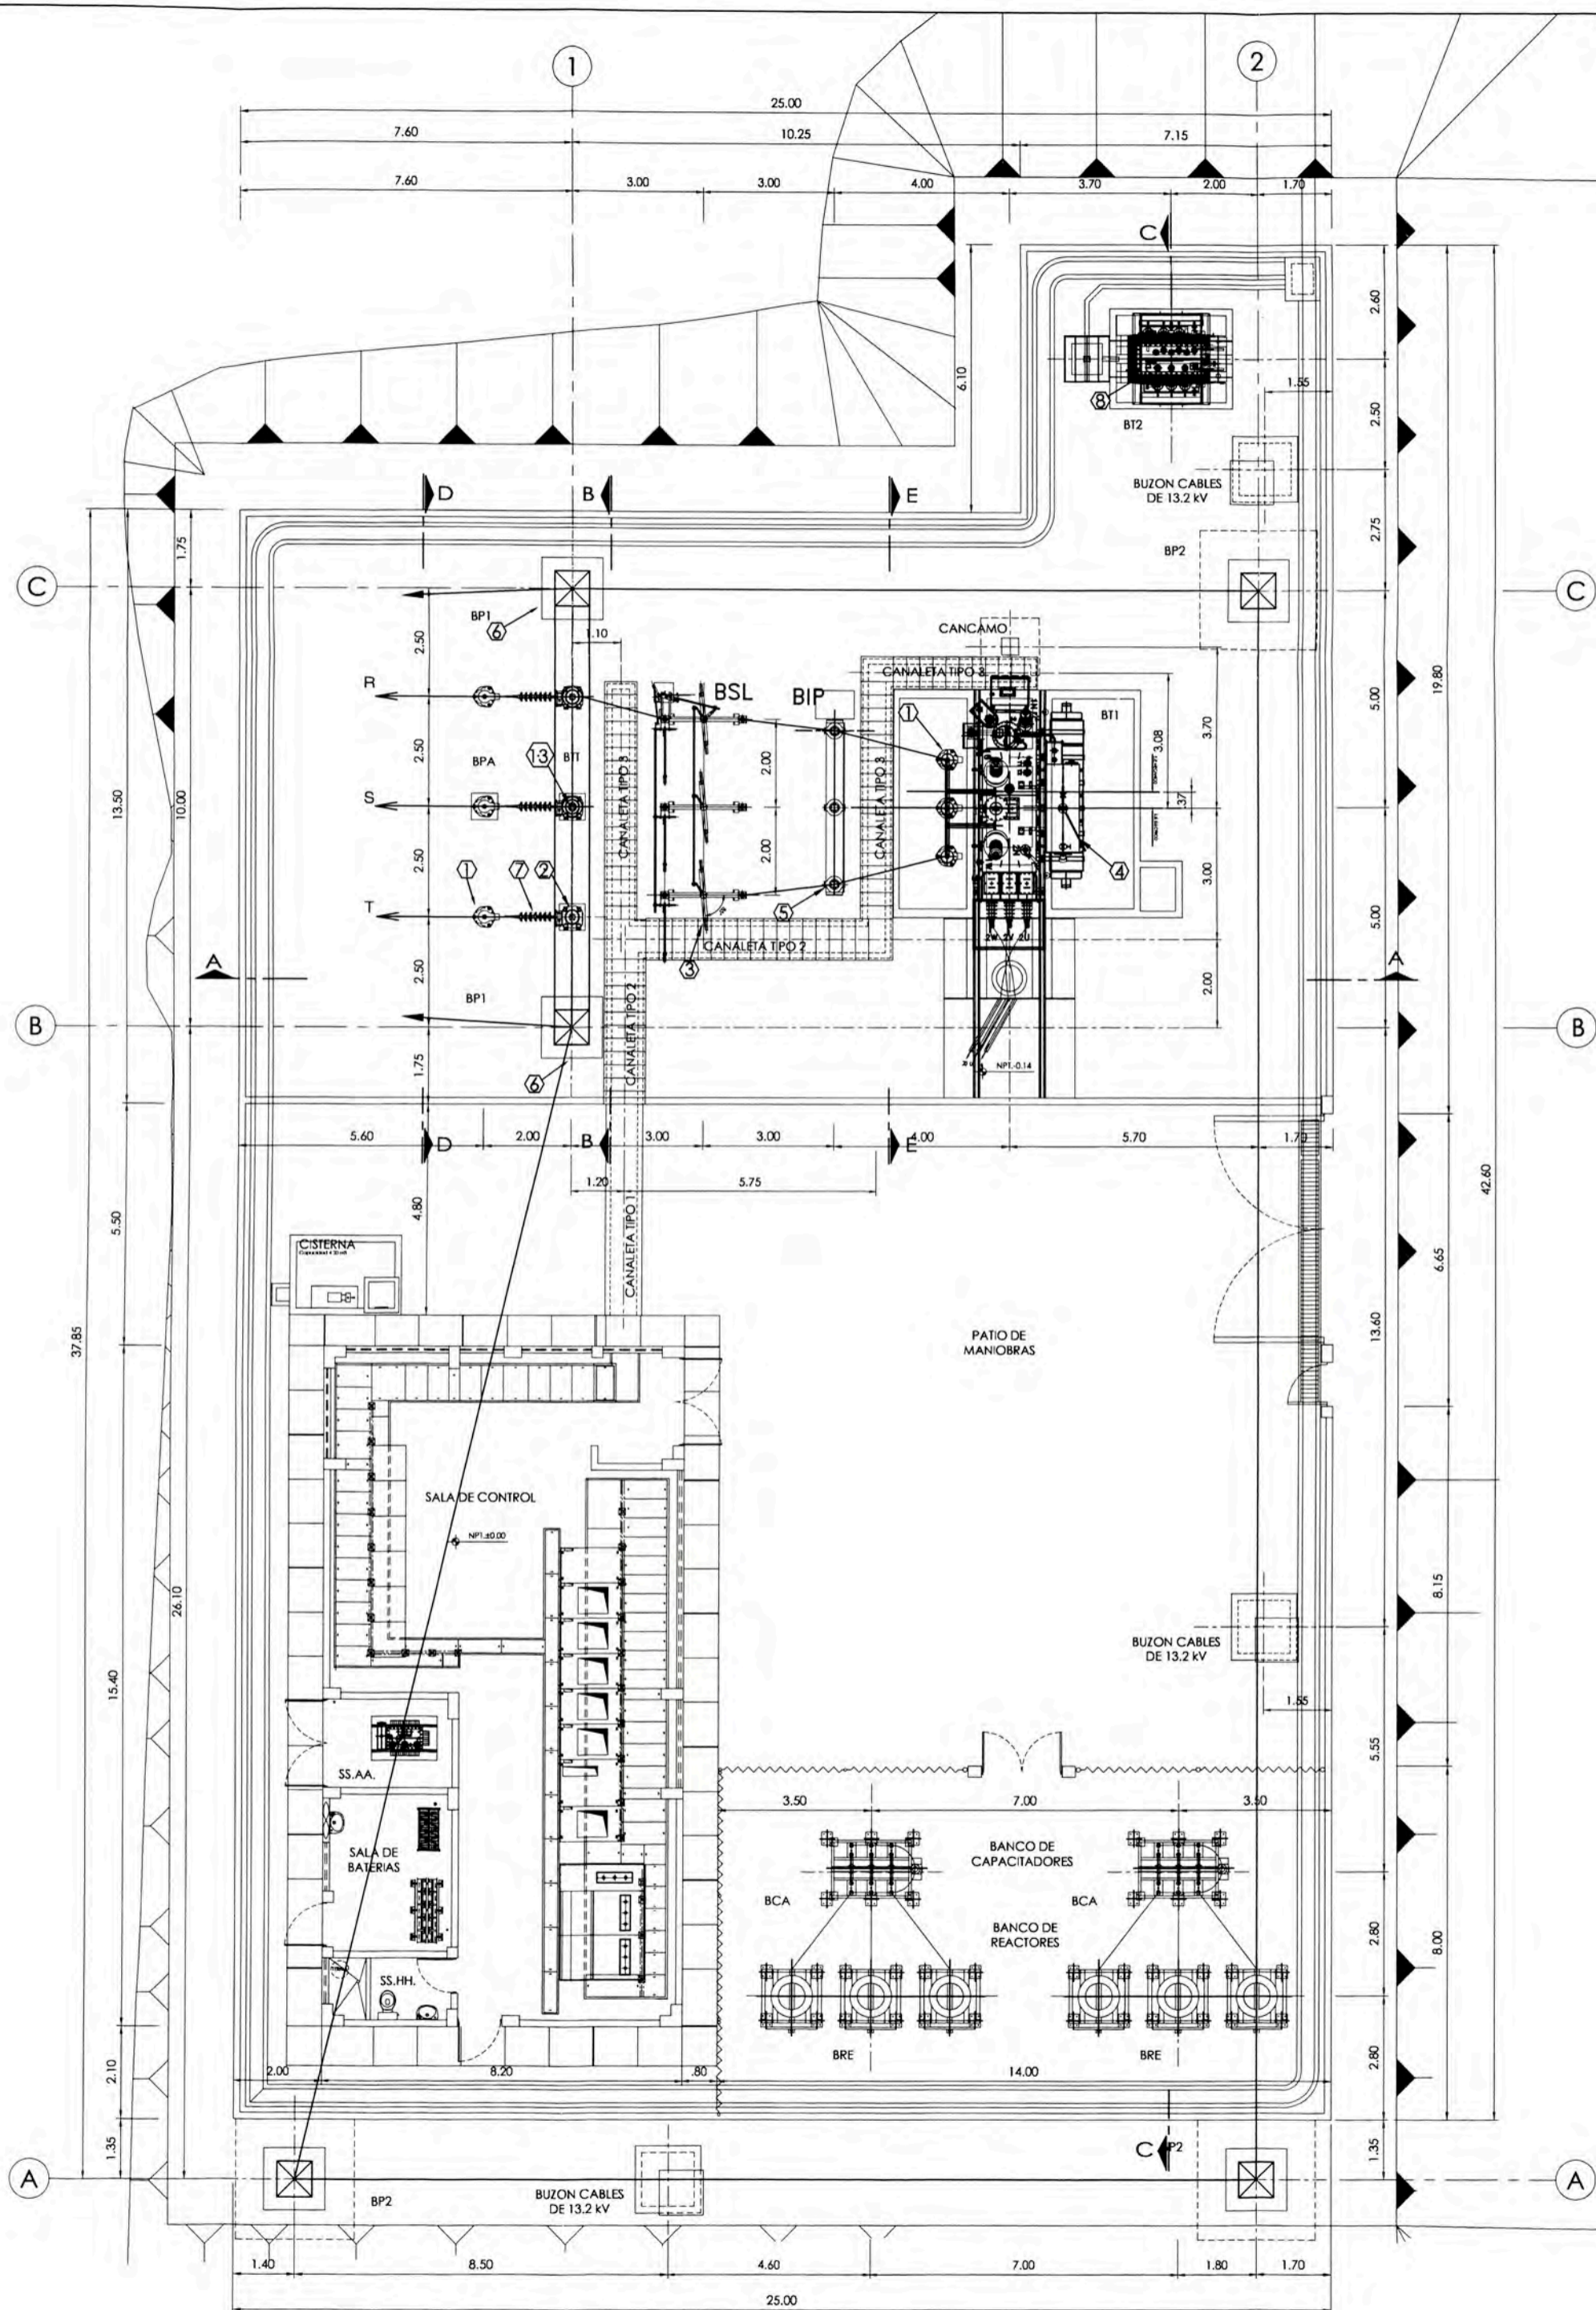 1
2
25.00
7.60
10.25
7.15
7.60
3.00
3.00
4.00
3.70
2.00
1.70
C
2.60
6.10
8
1.55
BT2
2.50
BUZON CABLES
DE 13.2 kV
D
B
E
1.75
2.75
BP2
C
C
BP1
6
1.10
2.50
CANCAMO
CANALETA TIPO 3
R
BSL
BIP
1
BT1
3.08
3.70
5.00
19.80
BPA
13
BTT
2.50
CANALETA TIPO 3
2.00
CANALETA TIPO 3
.37
S
13.50
10.00
2.50
2.00
4
3.00
1
7
2
T
5
2W 2V 2U
5.00
CANALETA TIPO 2
3
A
A
2.50
2.00
BP1
CANALETA TIPO 2
B
B
1.75
6
NPT.-0.14
5.60
D
2.00
B
3.00
3.00
E
4.00
5.70
1.70
1.20
5.75
42.60
4.80
CANALETA TIPO 1
5.50
CISTERNA
6.65
37.85
PATIO DE
MANIOBRAS
13.60
SALA DE CONTROL
NPT.±0.00
26.10
8.15
BUZON CABLES
DE 13.2 kV
15.40
1.55
5.55
SS.AA.
3.50
7.00
3.50
SALA DE
BATERIAS
BANCO DE
CAPACITADORES
BCA
BCA
BANCO DE
REACTORES
2.80
8.00
SS.HH.
BRE
BRE
2.10
2.00
8.20
.80
14.00
2.80
1.35
C
P2
1.35
A
A
BP2
BUZON CABLES
DE 13.2 kV
1.40
8.50
4.60
7.00
1.80
1.70
25.00